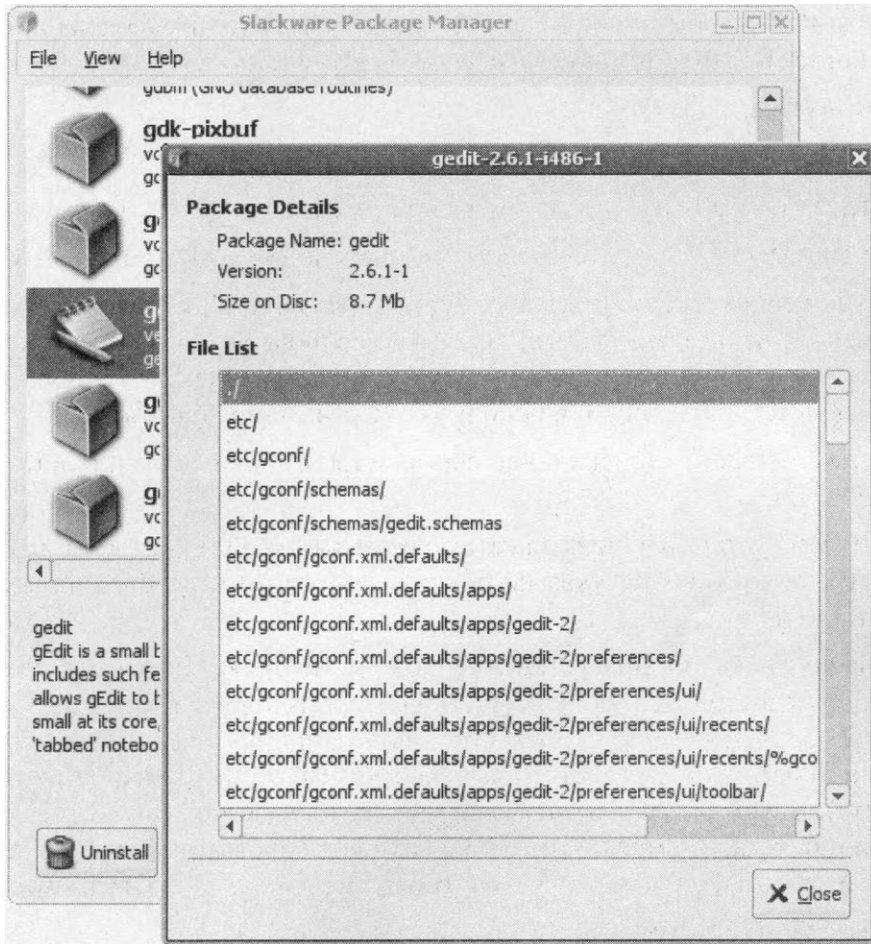 Slackware Package Manager
File View Help
gdbm (GNU database routines)
gdk-pixbuf
gedit-2.6.1-i486-1
Package Details
Package Name: gedit
Version: 2.6.1-1
Size on Disc: 8.7 Mb
File List
./
etc/
etc/gconf/
etc/gconf/schemas/
etc/gconf/schemas/gedit.schemas
etc/gconf/gconf.xml.defaults/
etc/gconf/gconf.xml.defaults/apps/
etc/gconf/gconf.xml.defaults/apps/gedit-2/
etc/gconf/gconf.xml.defaults/apps/gedit-2/preferences/
etc/gconf/gconf.xml.defaults/apps/gedit-2/preferences/ui/
etc/gconf/gconf.xml.defaults/apps/gedit-2/preferences/ui/recents/
etc/gconf/gconf.xml.defaults/apps/gedit-2/preferences/ui/recents/%gco
etc/gconf/gconf.xml.defaults/apps/gedit-2/preferences/ui/toolbar/
gedit
gEdit is a small
includes such
allows gEdit to
small at its core,
'tabbed'
Uninstall
Close